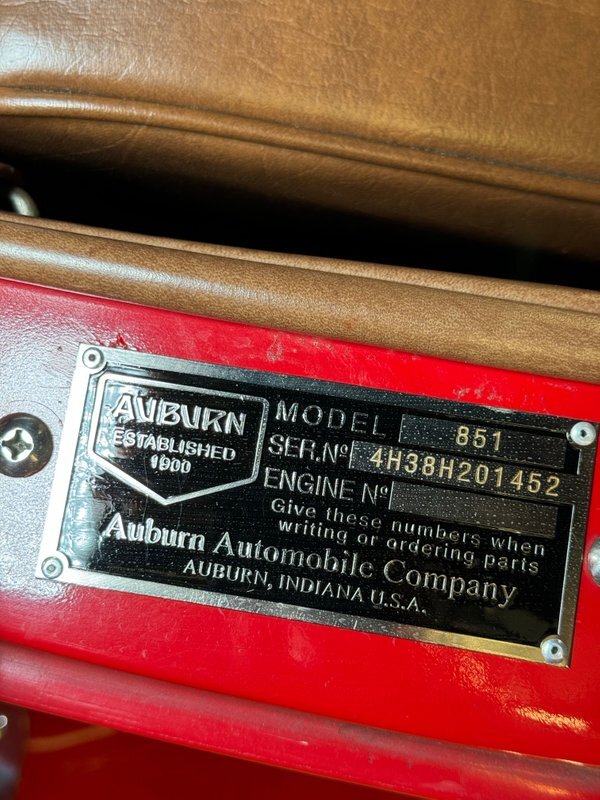 AUBURN
ESTABLISHED
1900
MODEL 851
SER.Nº 4H38H201452
ENGINE Nº
Give these numbers when
writing or ordering parts
Auburn Automobile Company
AUBURN, INDIANA U.S.A.